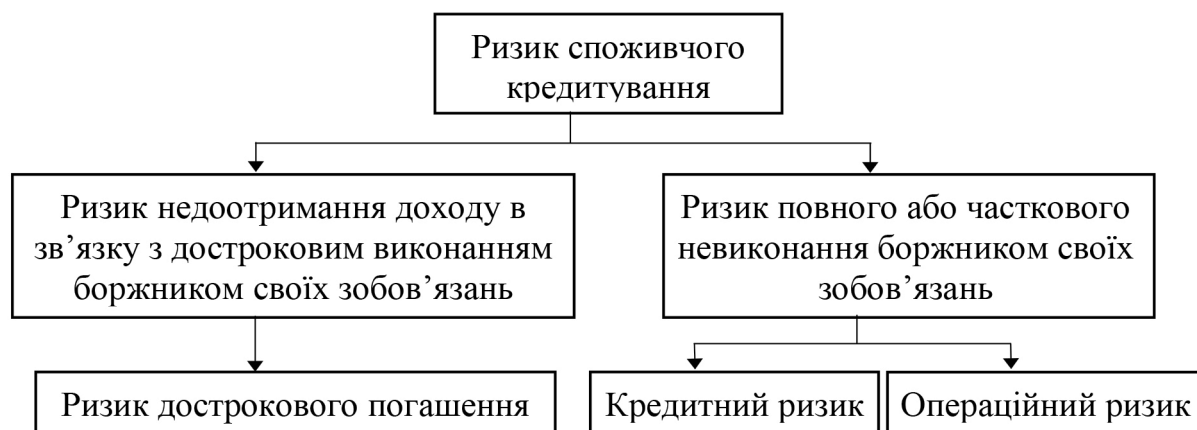 Ризик споживчого
кредитування
Ризик недоотримання доходу в
зв’язку з достроковим виконанням
боржником своїх зобов’язань
Ризик повного або часткового
невиконання боржником своїх
зобов’язань
Ризик дострокового погашення
Кредитний ризик
Операційний ризик